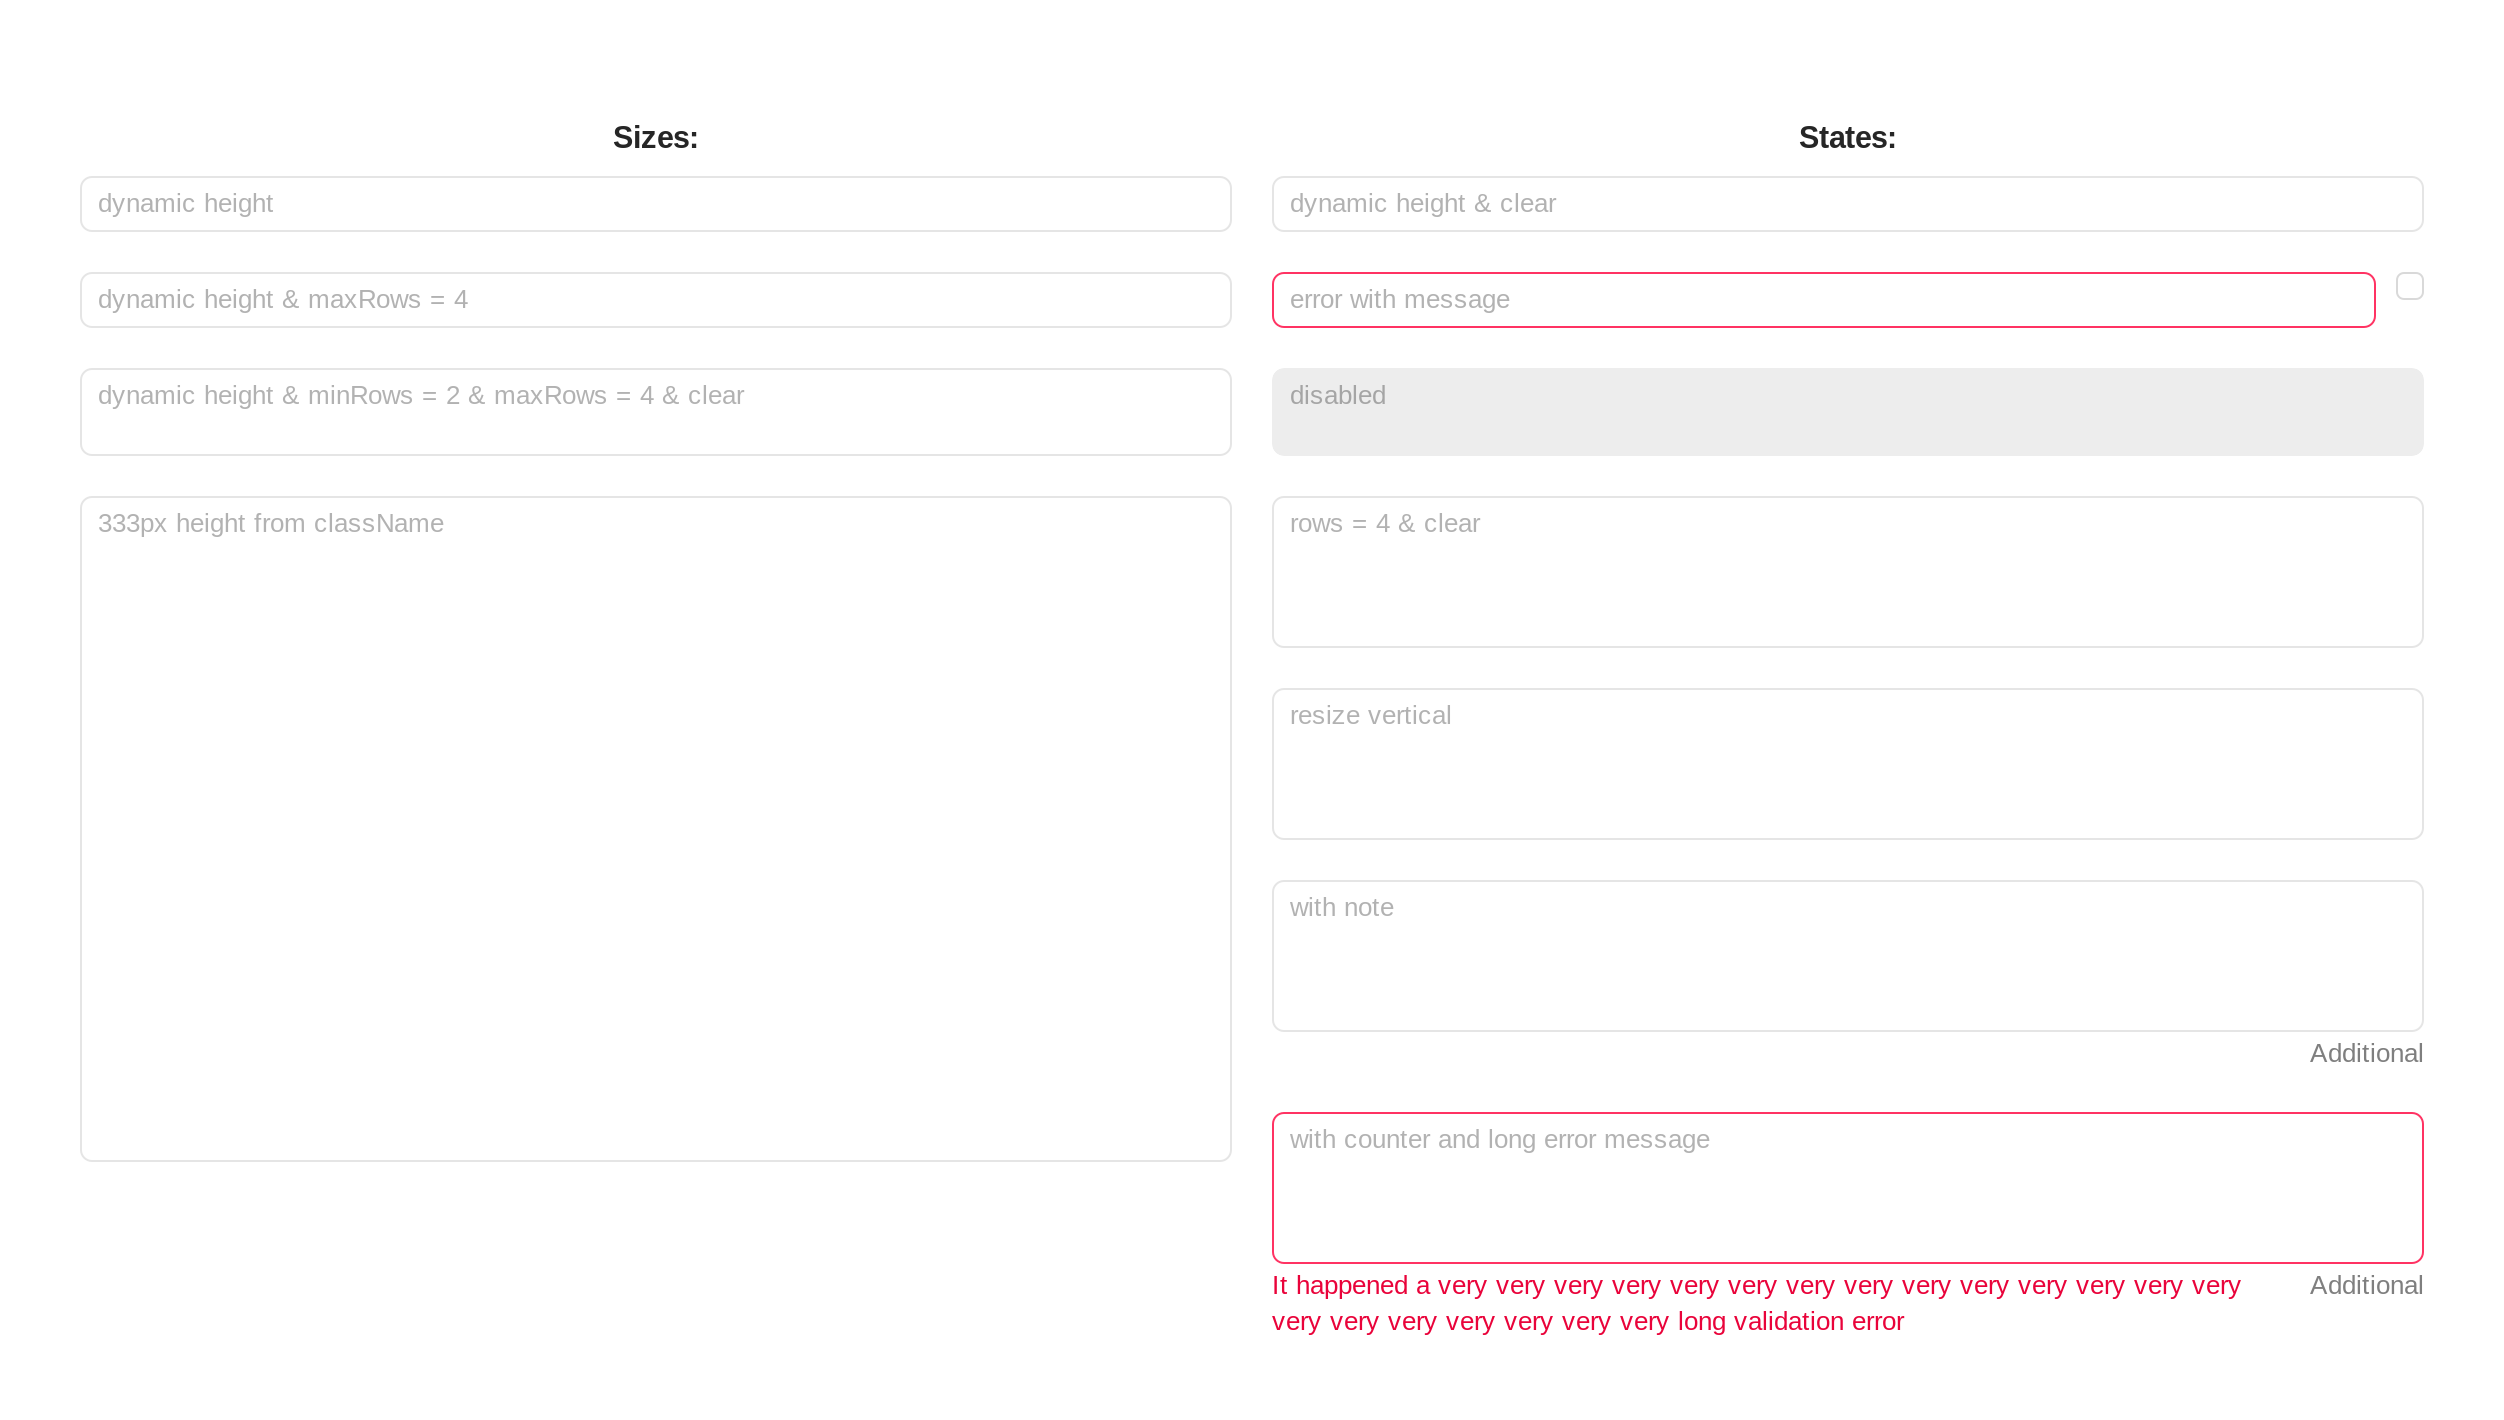 Sizes:
dynamic height
dynamic height & maxRows = 4
dynamic height & minRows = 2 & maxRows = 4 & clear
333px height from className
States:
dynamic height & clear
error with message
disabled
rows = 4 & clear
resize vertical
with note
Additional
with counter and long error message
It happened a very very very very very very very very very very very very very very
very very very very very very very long validation error
Additional